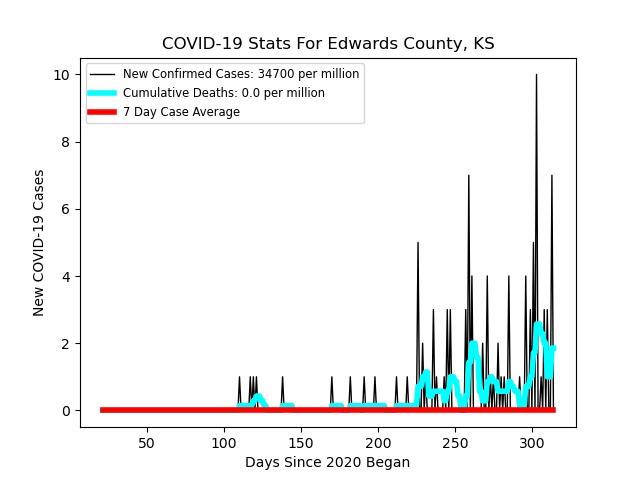 COVID-19 Stats For Edwards County, KS
New Confirmed Cases: 34700 per million
Cumulative Deaths: 0.0 per million
7 Day Case Average
New COVID-19 Cases
10
8
6
4
2
0
50 100 150 200 250 300
Days Since 2020 Began